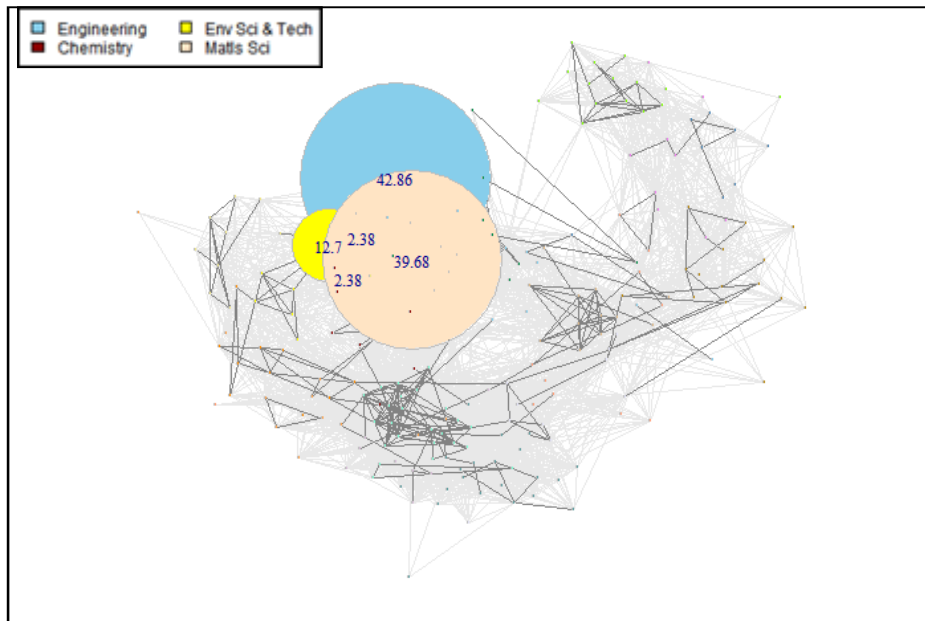 Engineering
Env Sci & Tech
Chemistry
Matls Sci
42.86
12.7
2.38
39.68
2.38